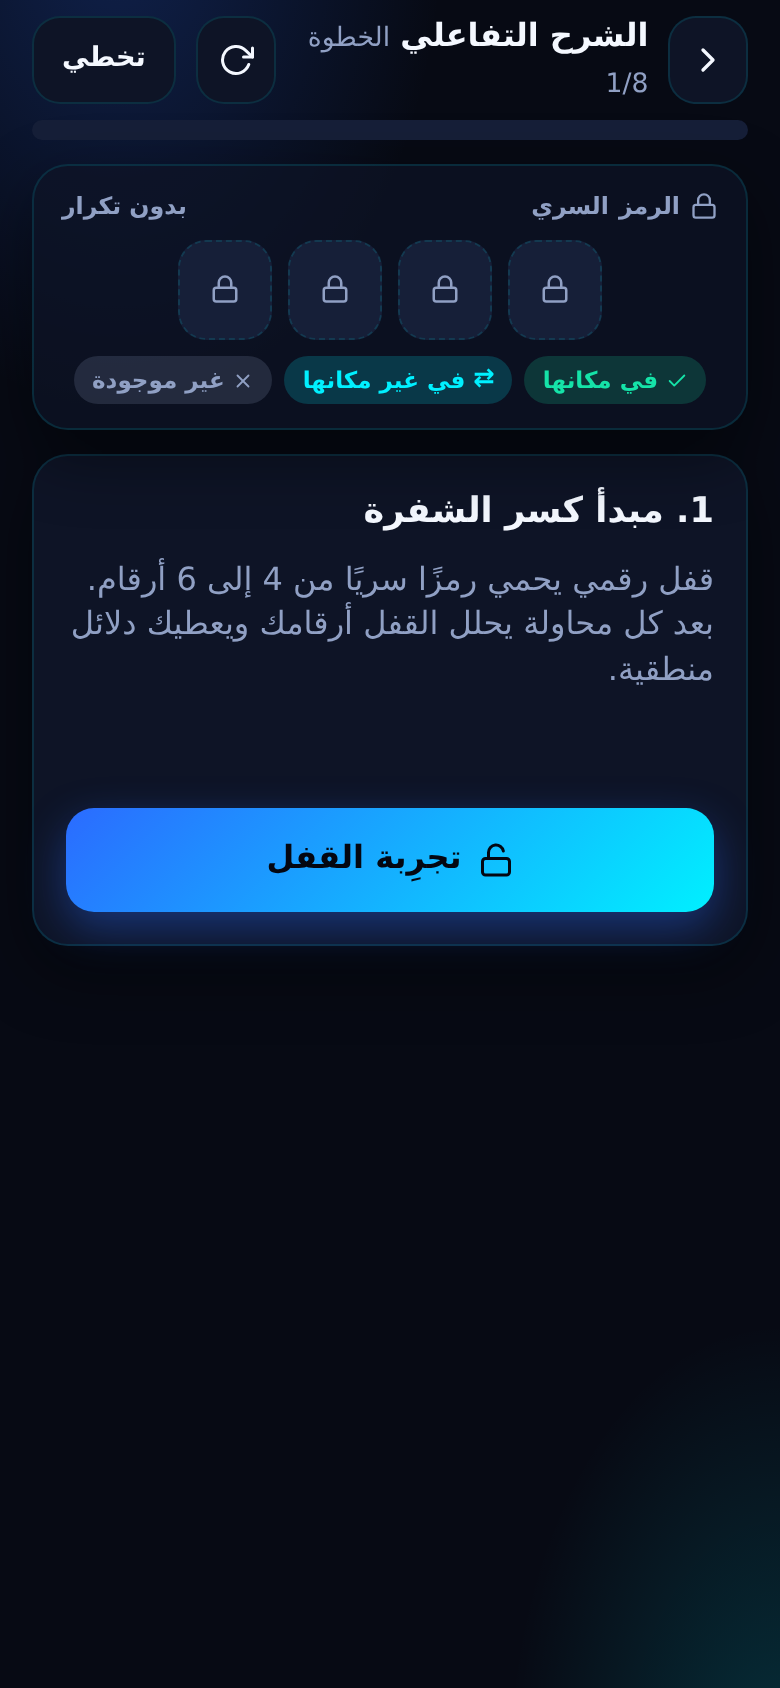 الشرح التفاعلي الخطوة
1/8
تخطي
الرمز السري
بدون تكرار
في مكانها
في غير مكانها
غير موجودة
1. مبدأ كسر الشفرة
قفل رقمي يحمي رمزًا سريًا من 4 إلى 6 أرقام.
بعد كل محاولة يحلل القفل أرقامك ويعطيك دلائل
منطقية.
تجرِبة القفل